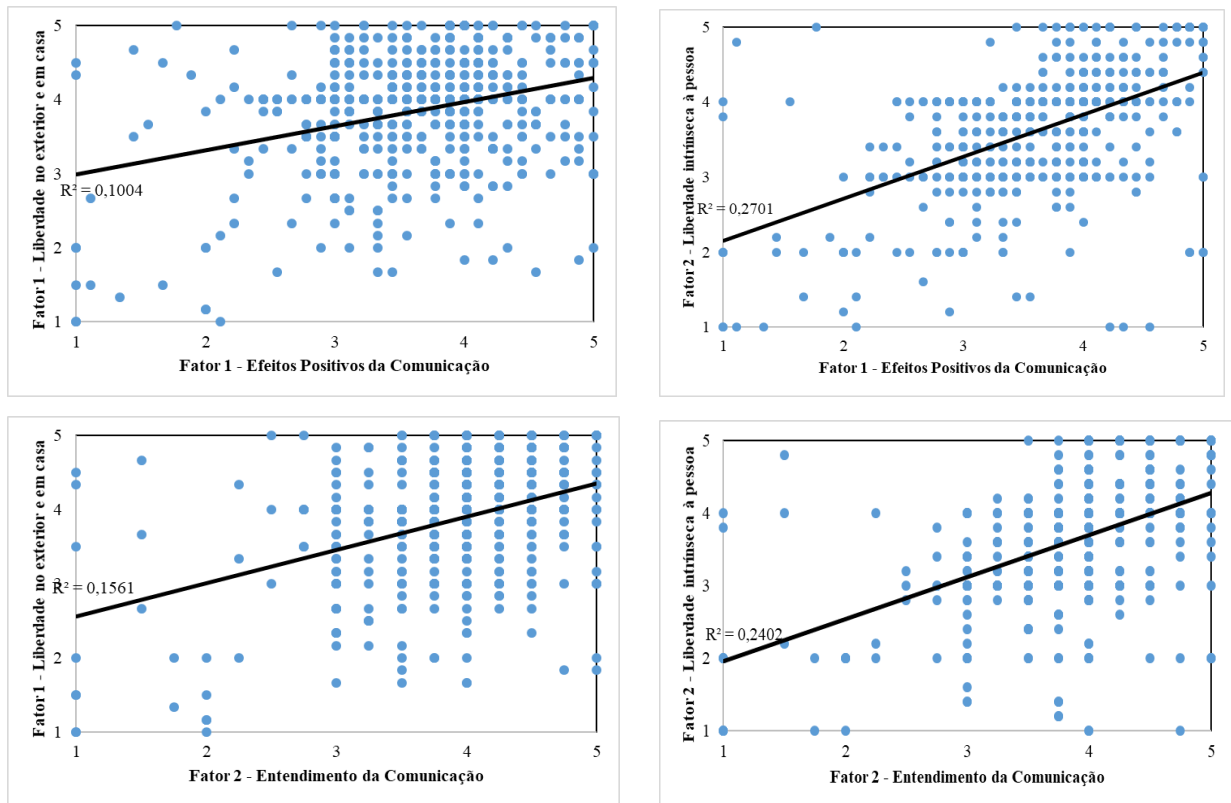 Fator 1 - Liberdade no exterior e em casa
5
4
3
2
1
R² = 0,1004
1 2 3 4 5
Fator 1 - Efeitos Positivos da Comunicação
Fator 2 - Liberdade intrínseca à pessoa
5
4
3
2
1
R² = 0,2701
1 2 3 4 5
Fator 1 - Efeitos Positivos da Comunicação
Fator 1 - Liberdade no exterior e em casa
5
4
3
2
1
R² = 0,1561
1 2 3 4 5
Fator 2 - Entendimento da Comunicação
Fator 2 - Liberdade intrínseca à pessoa
5
4
3
2
1
R² = 0,2402
1 2 3 4 5
Fator 2 - Entendimento da Comunicação